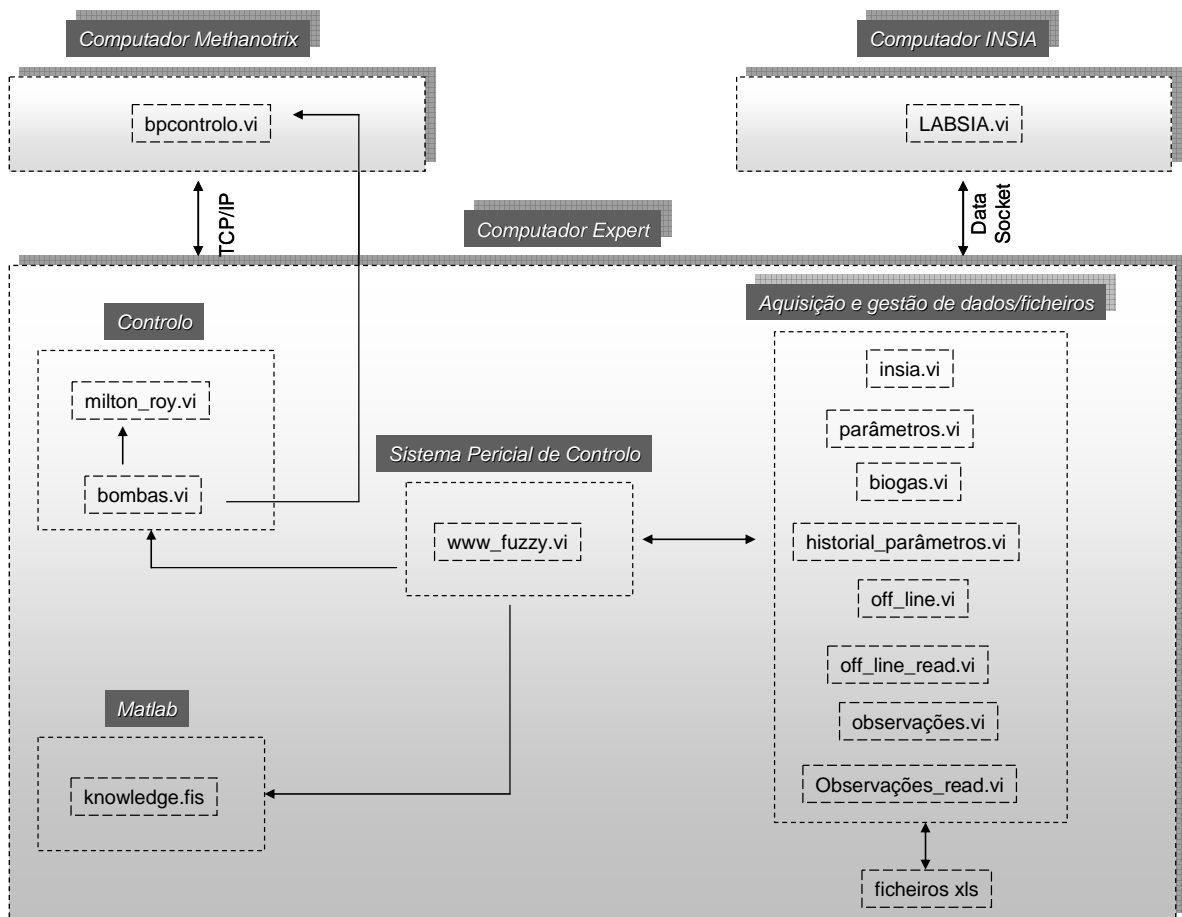 Computador Methanotrix
Computador INSIA
bpcontrolo.vi
LABSIA.vi
TCP/IP
Data
Socket
Computador Expert
Aquisição e gestão de dados/ficheiros
Controlo
insia.vi
milton_roy.vi
parâmetros.vi
Sistema Pericial de Controlo
biogas.vi
bombas.vi
www_fuzzy.vi
historial_parâmetros.vi
off_line.vi
off_line_read.vi
Matlab
observações.vi
knowledge.fis
Observações_read.vi
ficheiros xls